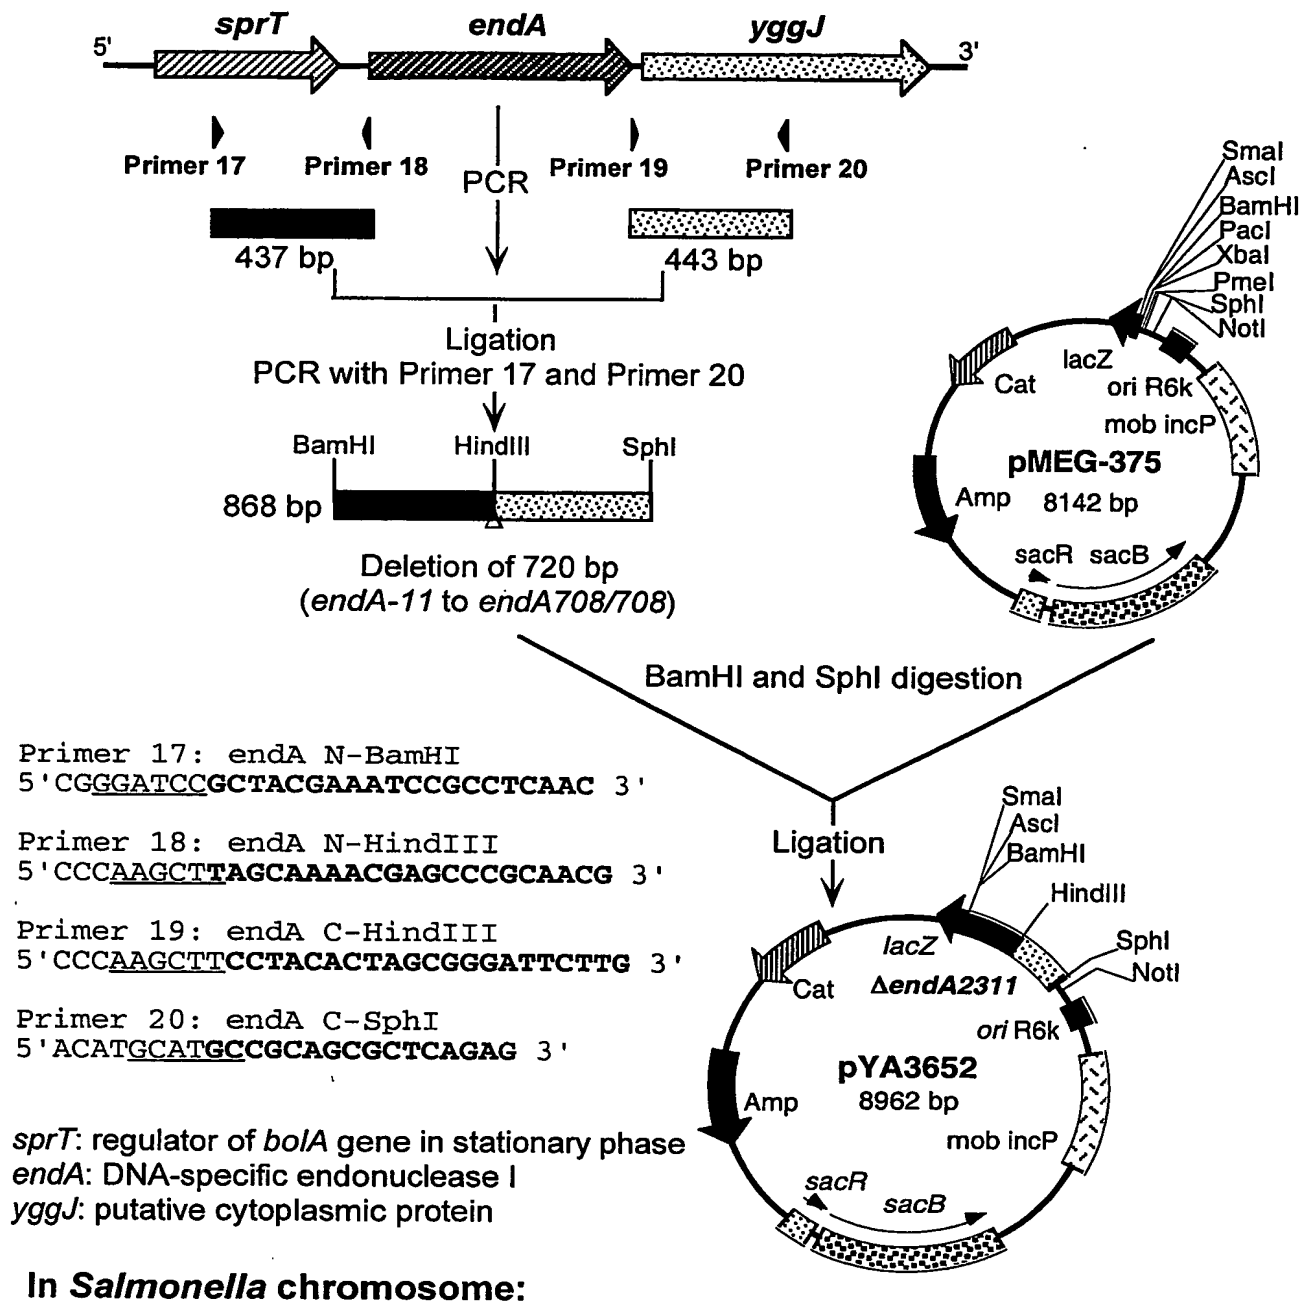 sprT endA yggJ
5' 3'
Primer 17 Primer 18 Primer 19 Primer 20
PCR
437 bp 443 bp
Ligation
PCR with Primer 17 and Primer 20
BamHI HindIII SphI
868 bp
Deletion of 720 bp
(endA-11 to endA708/708)
SmaI
AscI
BamHI
PacI
XbaI
PmeI
SphI
NotI
lacZ
Cat
ori R6k
mob incP
pMEG-375
8142 bp
Amp
sacR sacB
BamHI and SphI digestion
Ligation
Primer 17: endA N-BamHI
5'CGGGATCCGCTACGAAATCCGCCTCAAC 3'
Primer 18: endA N-HindIII
5'CCCAAGCTTAGCAAAACGAGCCCGCAACG 3'
Primer 19: endA C-HindIII
5'CCCAAGCTTCCTACACTAGCGGGATTCTTG 3'
Primer 20: endA C-SphI
5'ACATGCATGCCGCAGCGCTCAGAG 3'
SmaI
AscI
BamHI
HindIII
SphI
NotI
lacZ
Cat
ΔendA2311
ori R6k
pYA3652
8962 bp
Amp
mob incP
sacR
sacB
sprT: regulator of bolA gene in stationary phase
endA: DNA-specific endonuclease I
yggJ: putative cytoplasmic protein
In Salmonella chromosome: